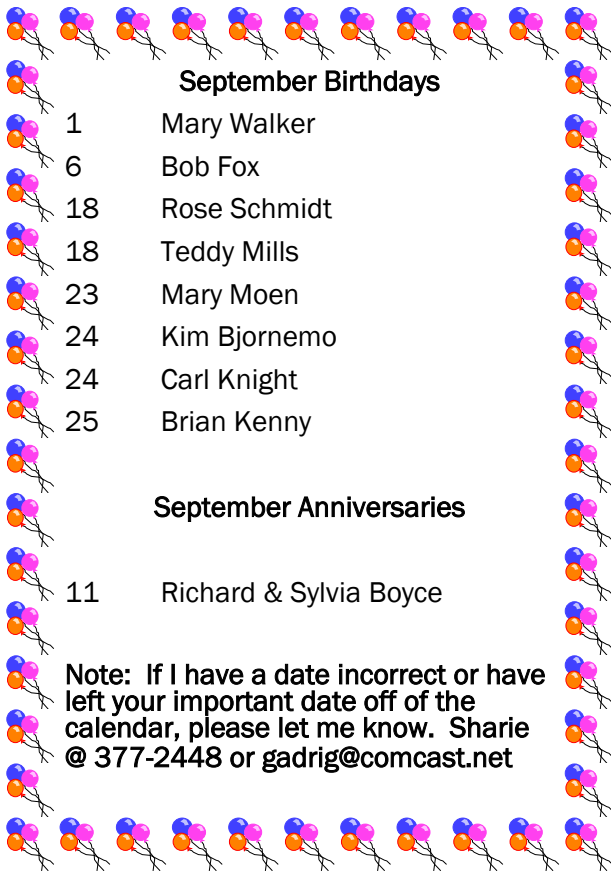 September Birthdays
1 Mary Walker
6 Bob Fox
18 Rose Schmidt
18 Teddy Mills
23 Mary Moen
24 Kim Bjornemo
24 Carl Knight
25 Brian Kenny
September Anniversaries
11 Richard & Sylvia Boyce
Note:  If I have a date incorrect or have
left your important date off of the
calendar, please let me know.  Sharie
@ 377-2448 or gadrig@comcast.net